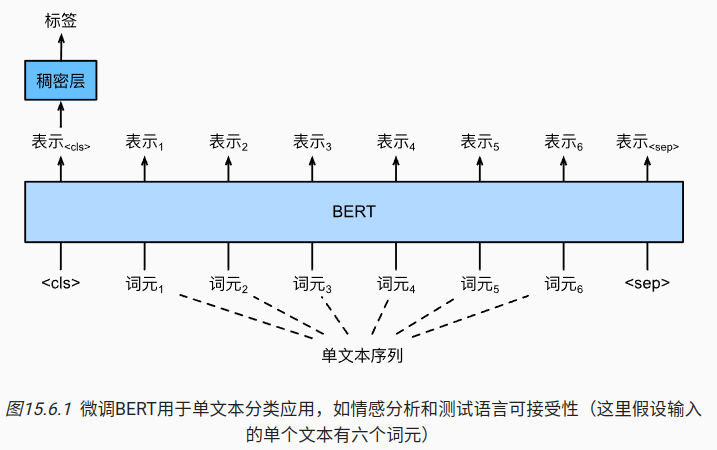 标签
稠密层
表示<cls> 表示1 表示2 表示3 表示4 表示5 表示6 表示<sep>
BERT
<cls> 词元1 词元2 词元3 词元4 词元5 词元6 <sep>
单文本序列
图15.6.1 微调BERT用于单文本分类应用，如情感分析和测试语言可接受性（这里假设输入
的单个文本有六个词元）